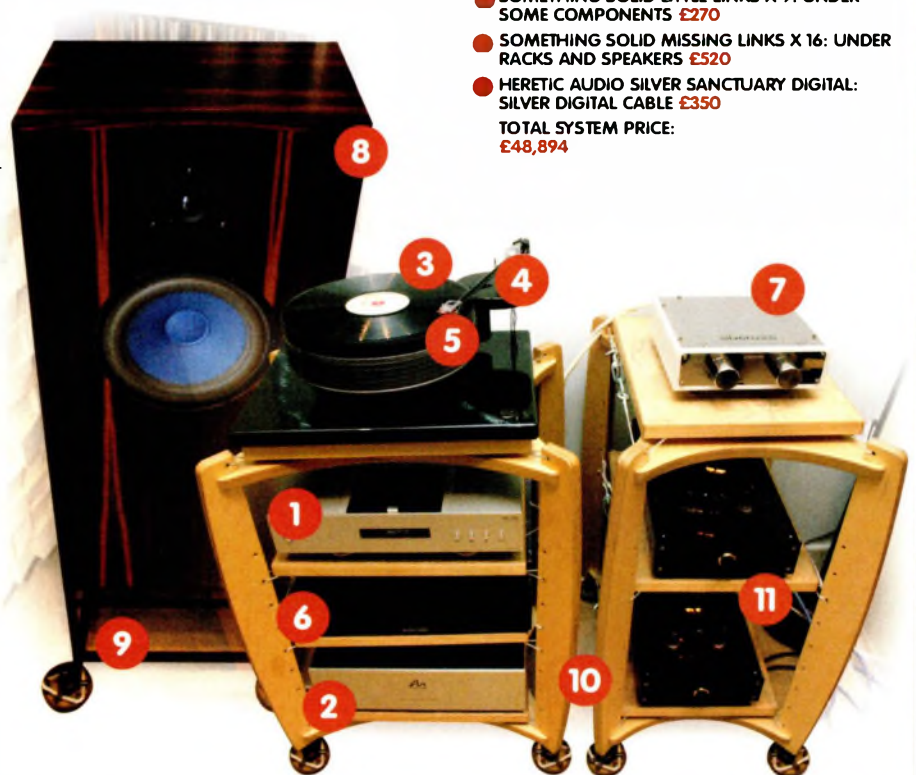 SOME COMPONENTS £270
SOMETHING SOLID MISSING LINKS X 16: UNDER
RACKS AND SPEAKERS £520
HERETIC AUDIO SILVER SANCTUARY DIGITAL:
SILVER DIGITAL CABLE £350
TOTAL SYSTEM PRICE:
£48,894
8
3
4
7
5
1
6
11
9
10
2